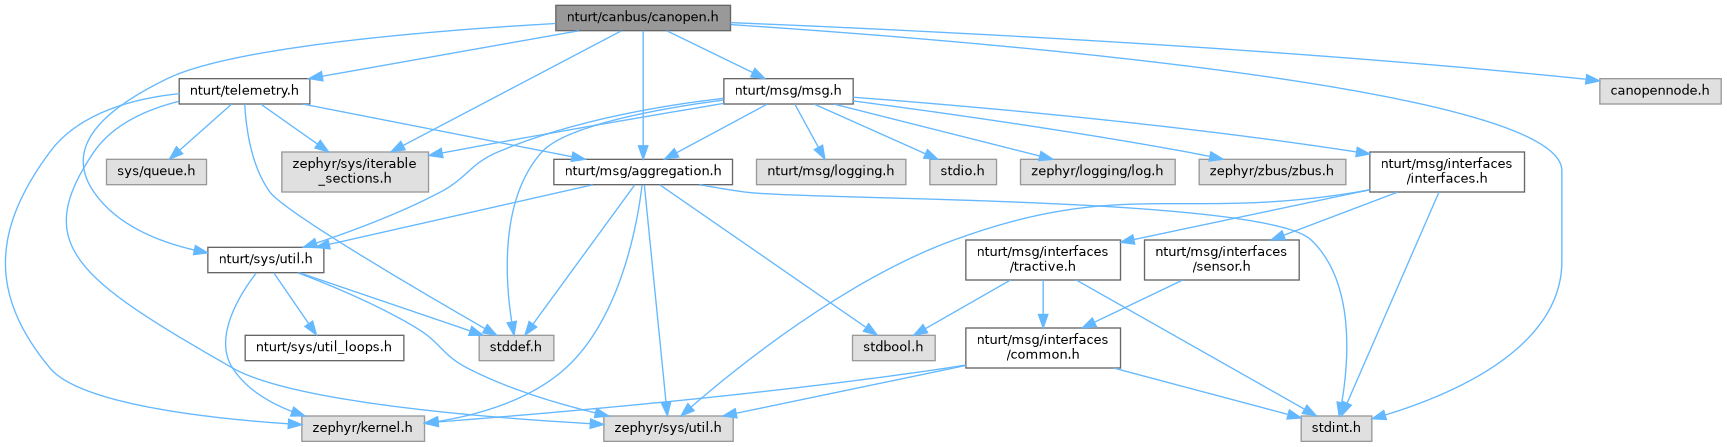 nturt/canbus/canopen.h
nturt/telemetry.h
nturt/msg/msg.h
canopennode.h
sys/queue.h
zephyr/sys/iterable
_sections.h
nturt/msg/aggregation.h
nturt/msg/logging.h
stdio.h
zephyr/logging/log.h
zephyr/zbus/zbus.h
nturt/msg/interfaces
/interfaces.h
nturt/sys/util.h
nturt/msg/interfaces
/tractive.h
nturt/msg/interfaces
/sensor.h
nturt/sys/util_loops.h
stddef.h
stdbool.h
nturt/msg/interfaces
/common.h
zephyr/kernel.h
zephyr/sys/util.h
stdint.h